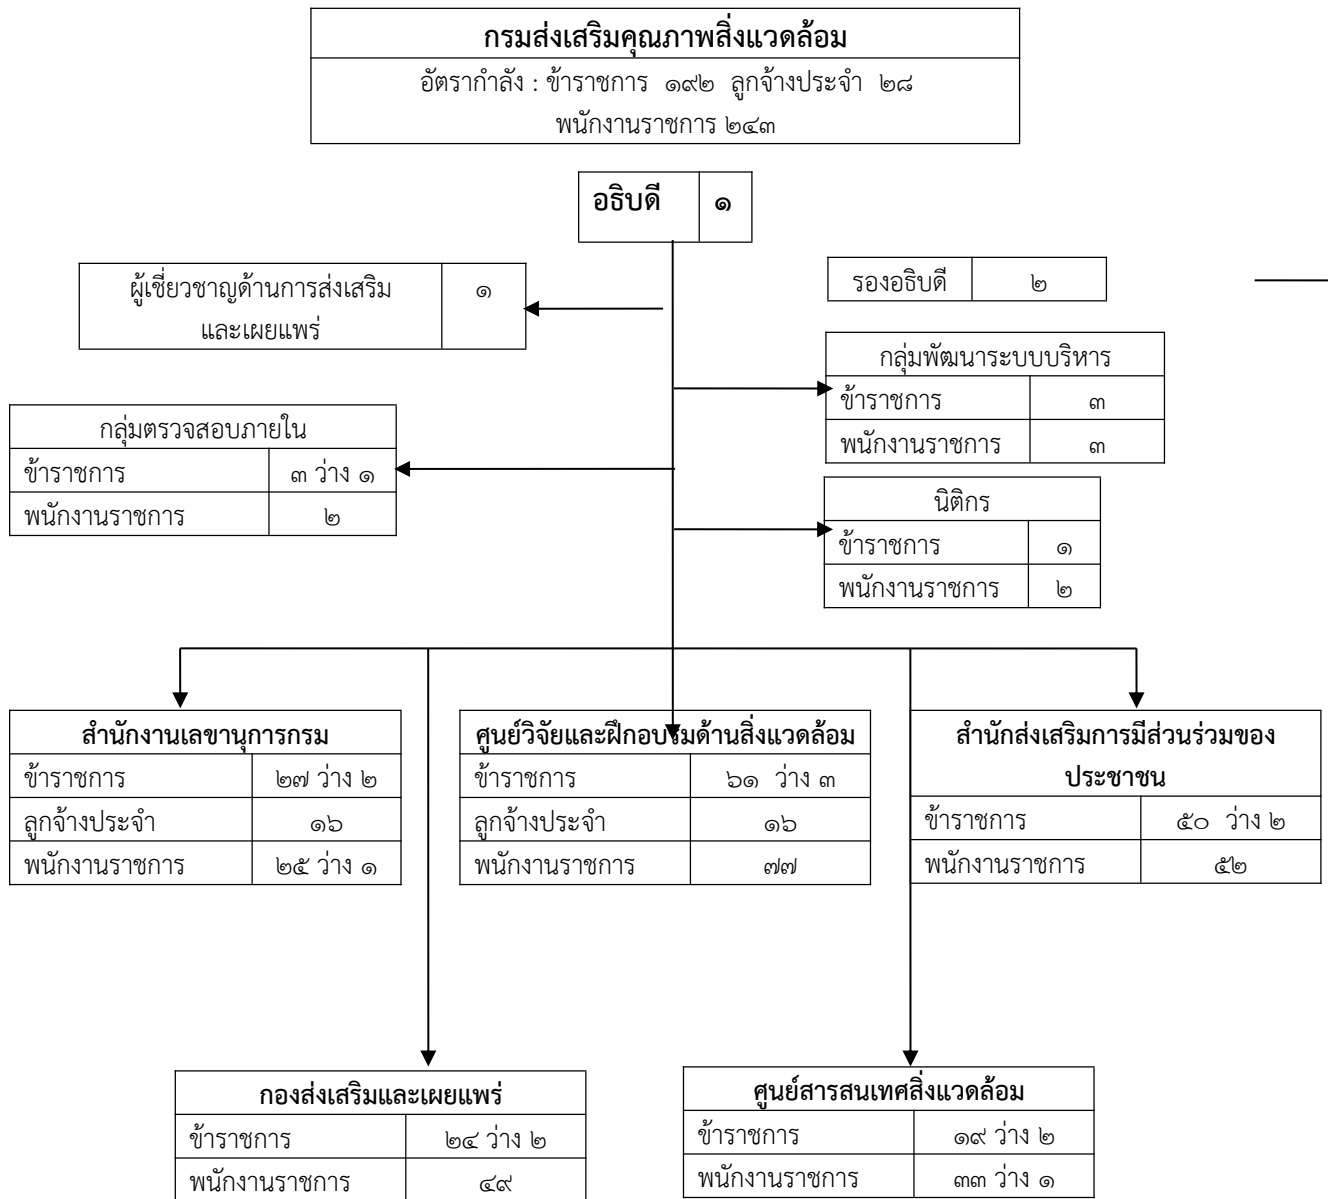 กรมส่งเสริมคุณภาพสิ่งแวดล้อม
อัตรากำลัง : ข้าราชการ ๑๙๒ ลูกจ้างประจำ ๒๘
พนักงานราชการ ๒๔๓
อธิบดี ๑
ผู้เชี่ยวชาญด้านการส่งเสริม ๑
และเผยแพร่
รองอธิบดี ๒
กลุ่มพัฒนาระบบบริหาร
ข้าราชการ ๓
พนักงานราชการ ๓
กลุ่มตรวจสอบภายใน
ข้าราชการ ๓ ว่าง ๑
พนักงานราชการ ๒
นิติกร
ข้าราชการ ๑
พนักงานราชการ ๒
สำนักงานเลขานุการกรม
ข้าราชการ ๒๗ ว่าง ๒
ลูกจ้างประจำ ๑๖
พนักงานราชการ ๒๕ ว่าง ๑
ศูนย์วิจัยและฝึกอบรมด้านสิ่งแวดล้อม
ข้าราชการ ๖๑ ว่าง ๓
ลูกจ้างประจำ ๑๖
พนักงานราชการ ๗๗
สำนักส่งเสริมการมีส่วนร่วมของ
ประชาชน
ข้าราชการ ๕๐ ว่าง ๒
พนักงานราชการ ๕๒
กองส่งเสริมและเผยแพร่
ข้าราชการ ๒๔ ว่าง ๒
พนักงานราชการ ๔๙
ศูนย์สารสนเทศสิ่งแวดล้อม
ข้าราชการ ๑๙ ว่าง ๒
พนักงานราชการ ๓๓ ว่าง ๑